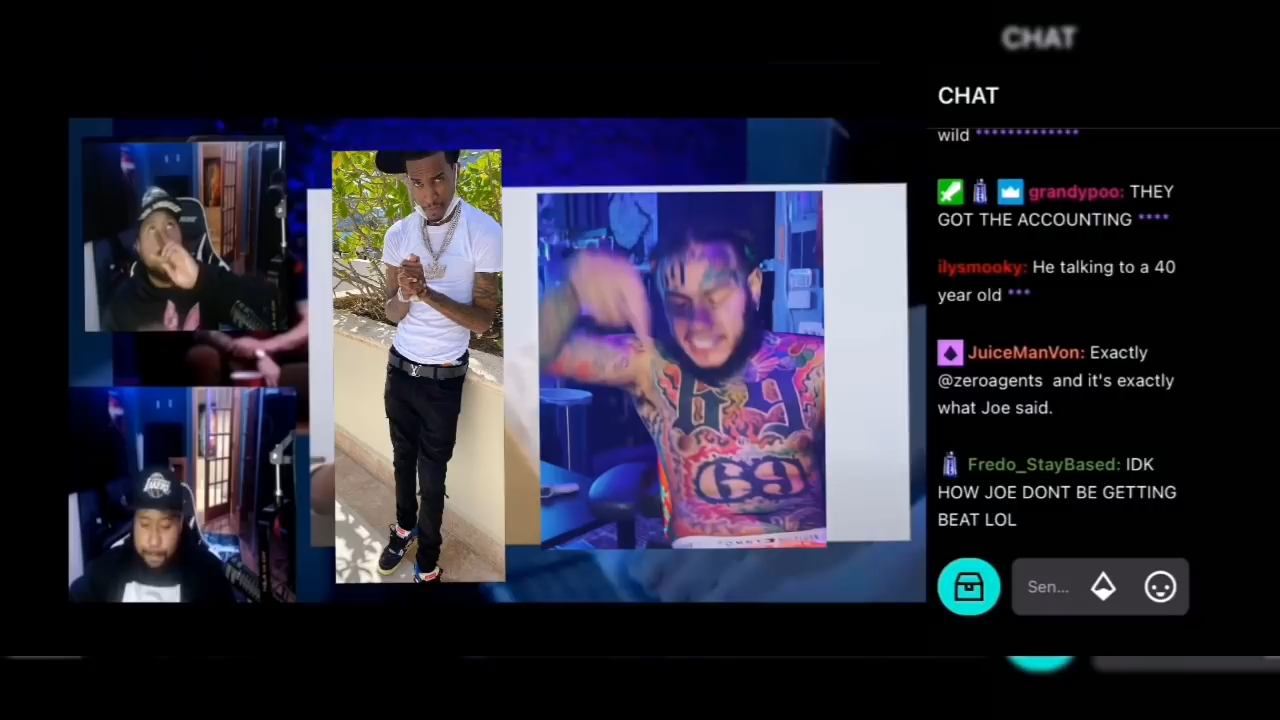 CHAT
CHAT
wild *************
grandypoo: THEY
GOT THE ACCOUNTING ****
ilysmooky: He talking to a 40
year old ***
JuiceManVon: Exactly
@zeroagents and it's exactly
what Joe said.
Fredo_StayBased: IDK
HOW JOE DONT BE GETTING
BEAT LOL
Sen...
69
69